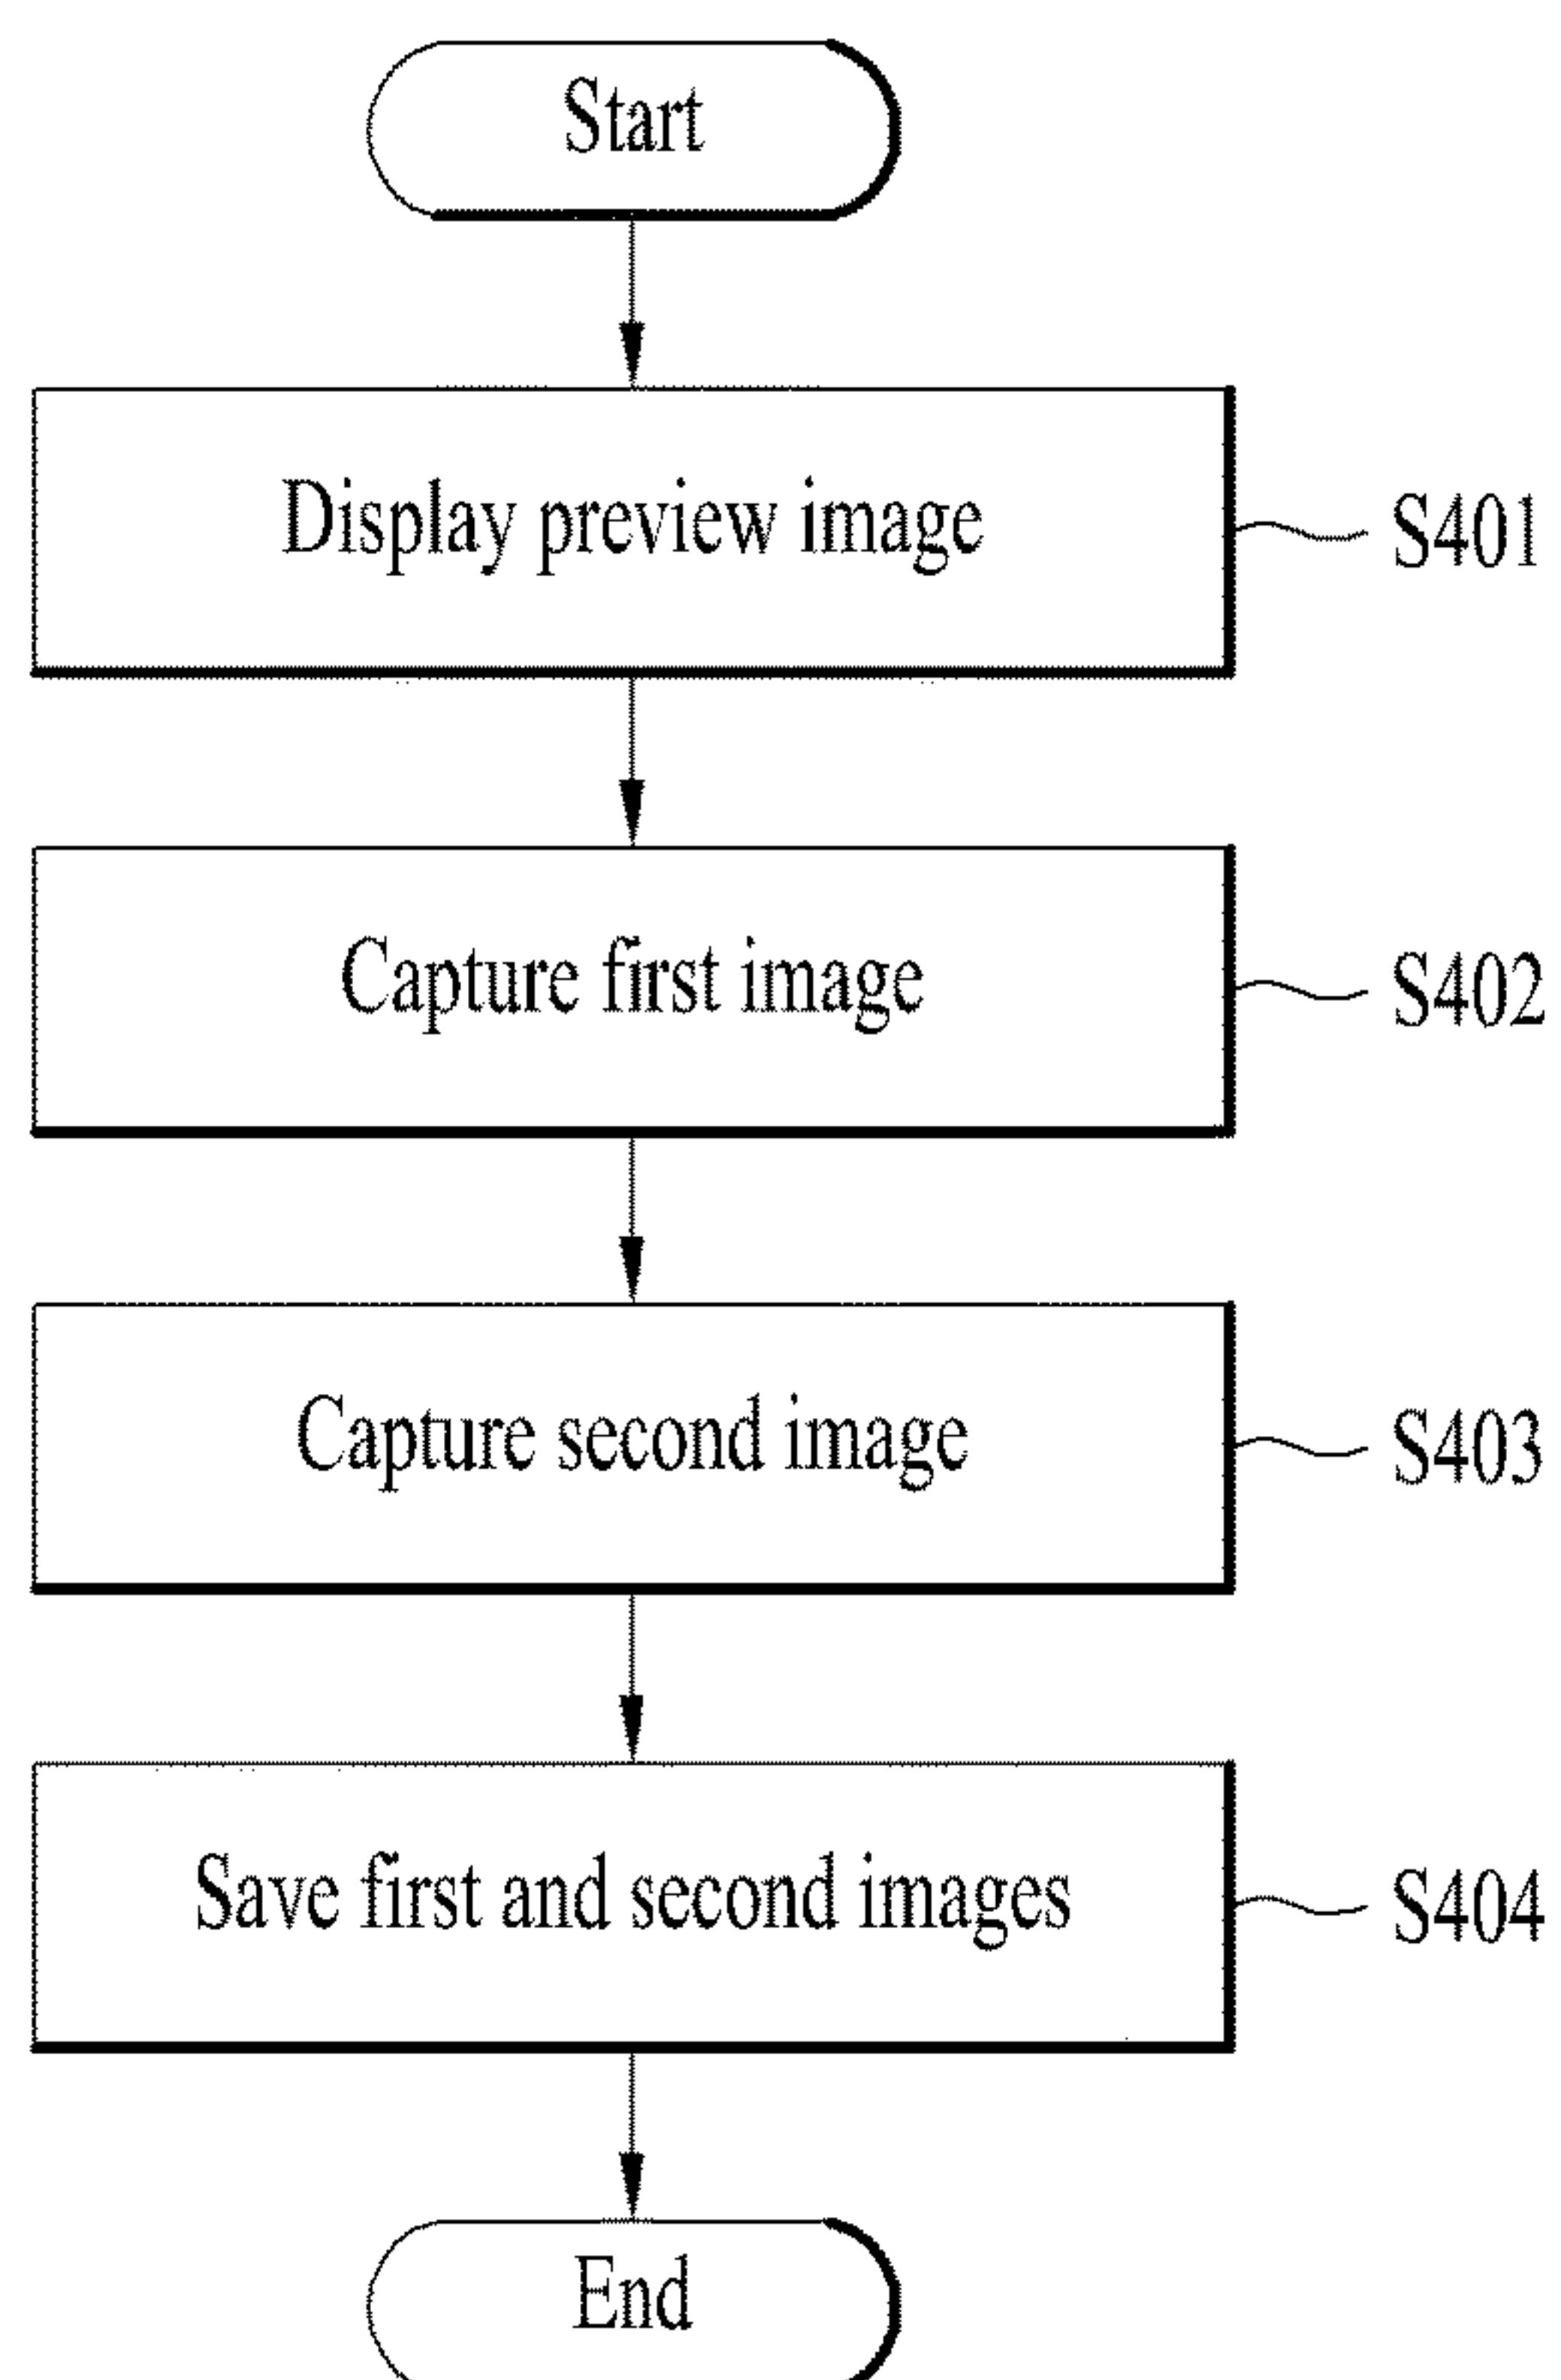 Start
Display preview image
S401
Capture first image
S402
Capture second image
S403
Save first and second images
S404
End